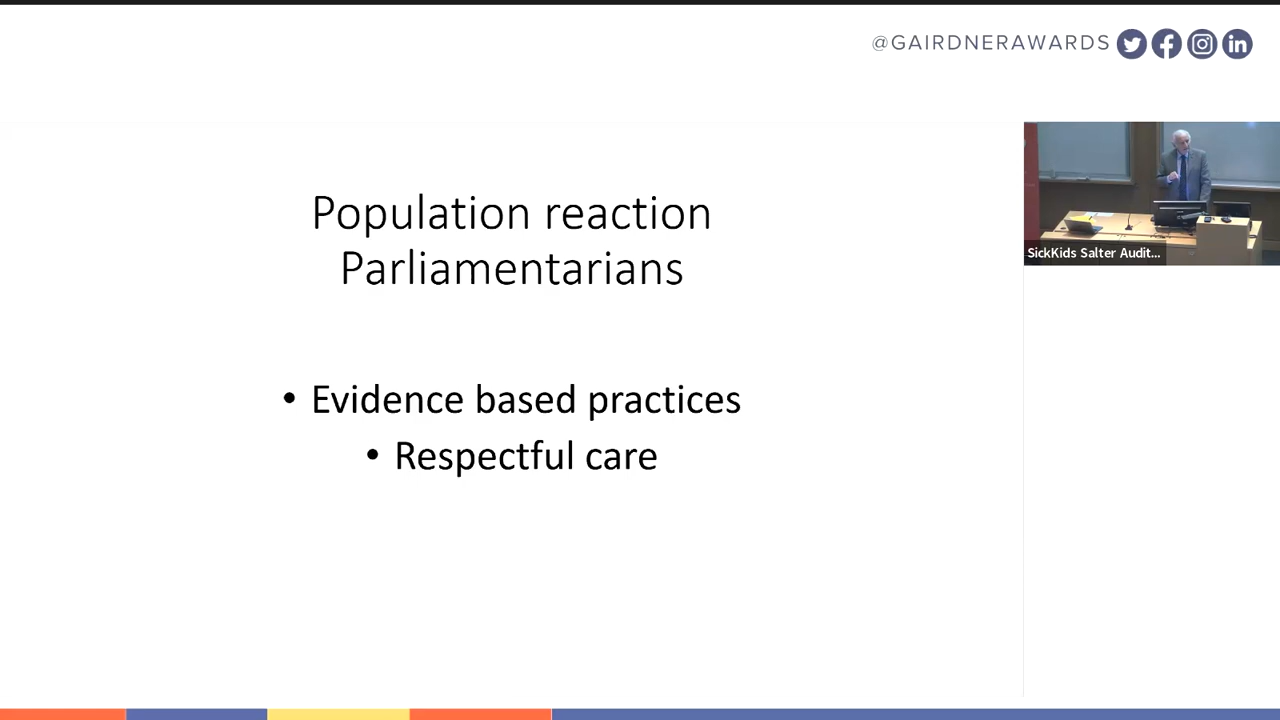 @GAIRDNERAWARDS
Population reaction
Parliamentarians
• Evidence based practices
• Respectful care
SickKids Salter Audit...